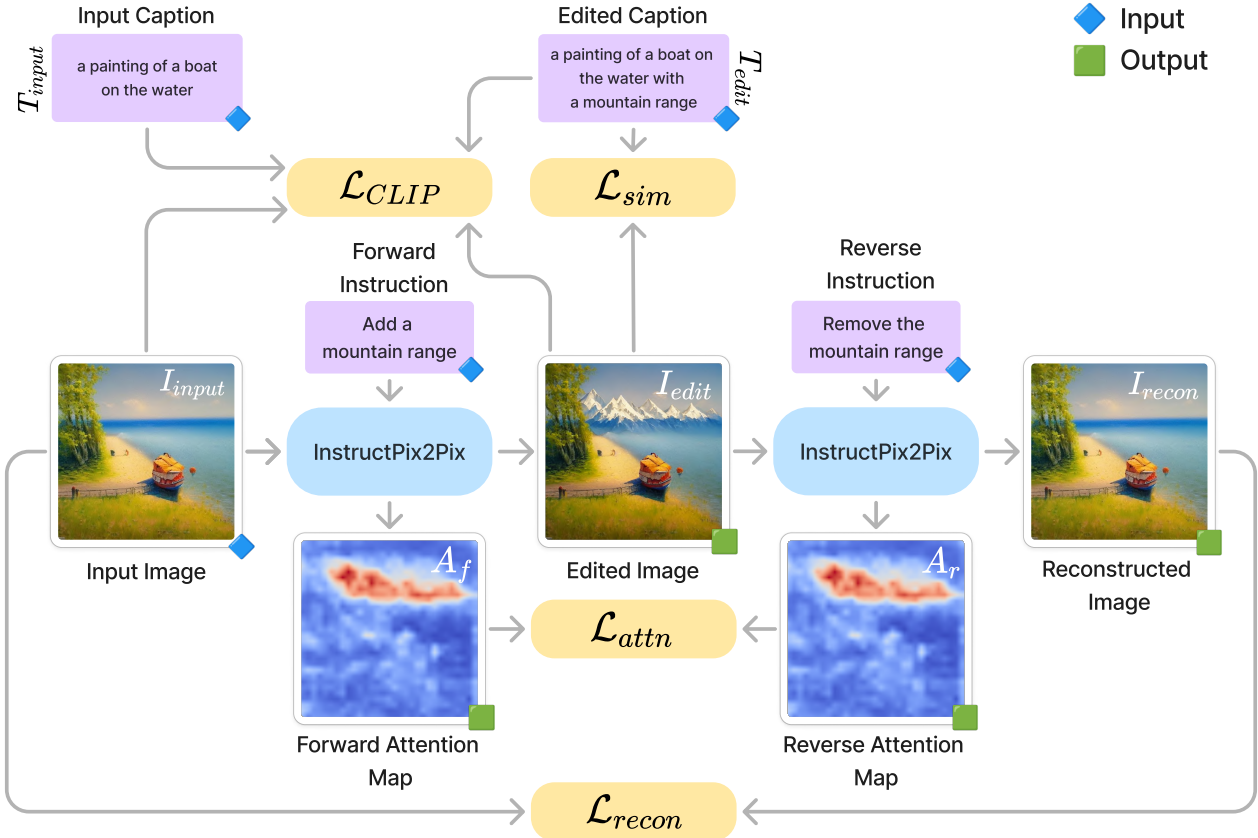 Input Caption
Edited Caption
Input
Output
T_input
a painting of a boat
on the water
a painting of a boat on
the water with
a mountain range
T_edit
ℒ_CLIP
ℒ_sim
Forward
Instruction
Reverse
Instruction
Add a
mountain range
Remove the
mountain range
I_input
I_edit
I_recon
InstructPix2Pix
InstructPix2Pix
Input Image
Edited Image
Reconstructed
Image
A_f
A_r
ℒ_attn
Forward Attention
Map
Reverse Attention
Map
ℒ_recon